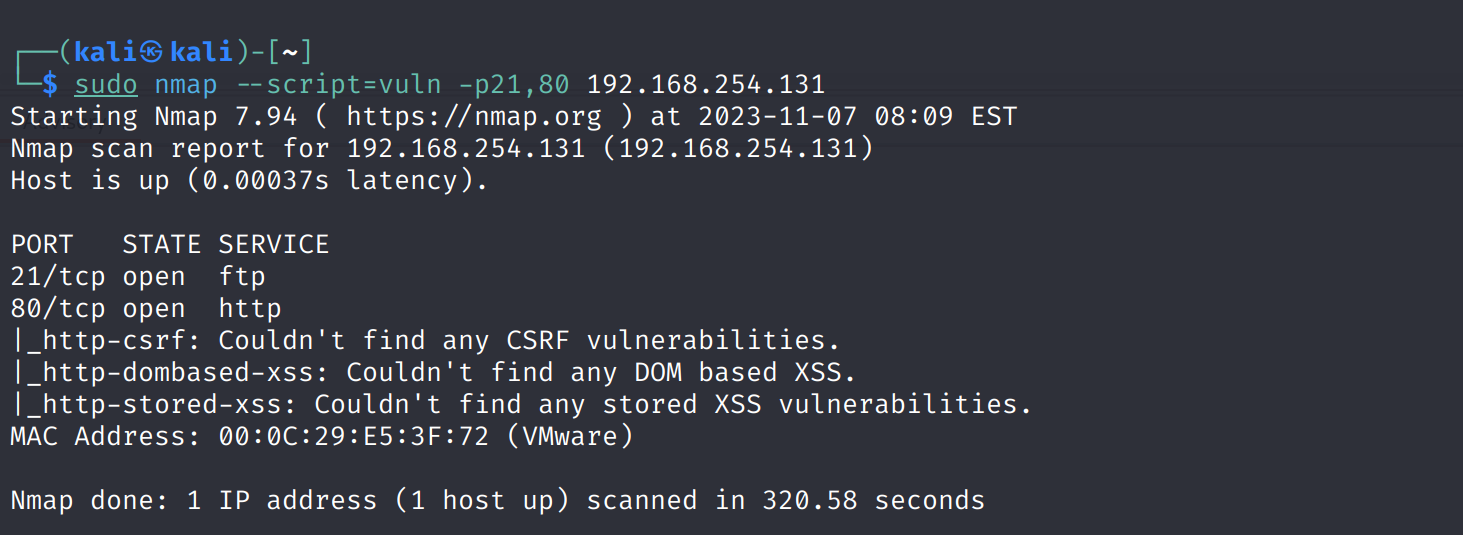 ┌──(kali㉿kali)-[~]
└─$ sudo nmap --script=vuln -p21,80 192.168.254.131
Starting Nmap 7.94 ( https://nmap.org ) at 2023-11-07 08:09 EST
Nmap scan report for 192.168.254.131 (192.168.254.131)
Host is up (0.00037s latency).
PORT   STATE SERVICE
21/tcp open  ftp
80/tcp open  http
|_http-csrf: Couldn't find any CSRF vulnerabilities.
|_http-dombased-xss: Couldn't find any DOM based XSS.
|_http-stored-xss: Couldn't find any stored XSS vulnerabilities.
MAC Address: 00:0C:29:E5:3F:72 (VMware)
Nmap done: 1 IP address (1 host up) scanned in 320.58 seconds